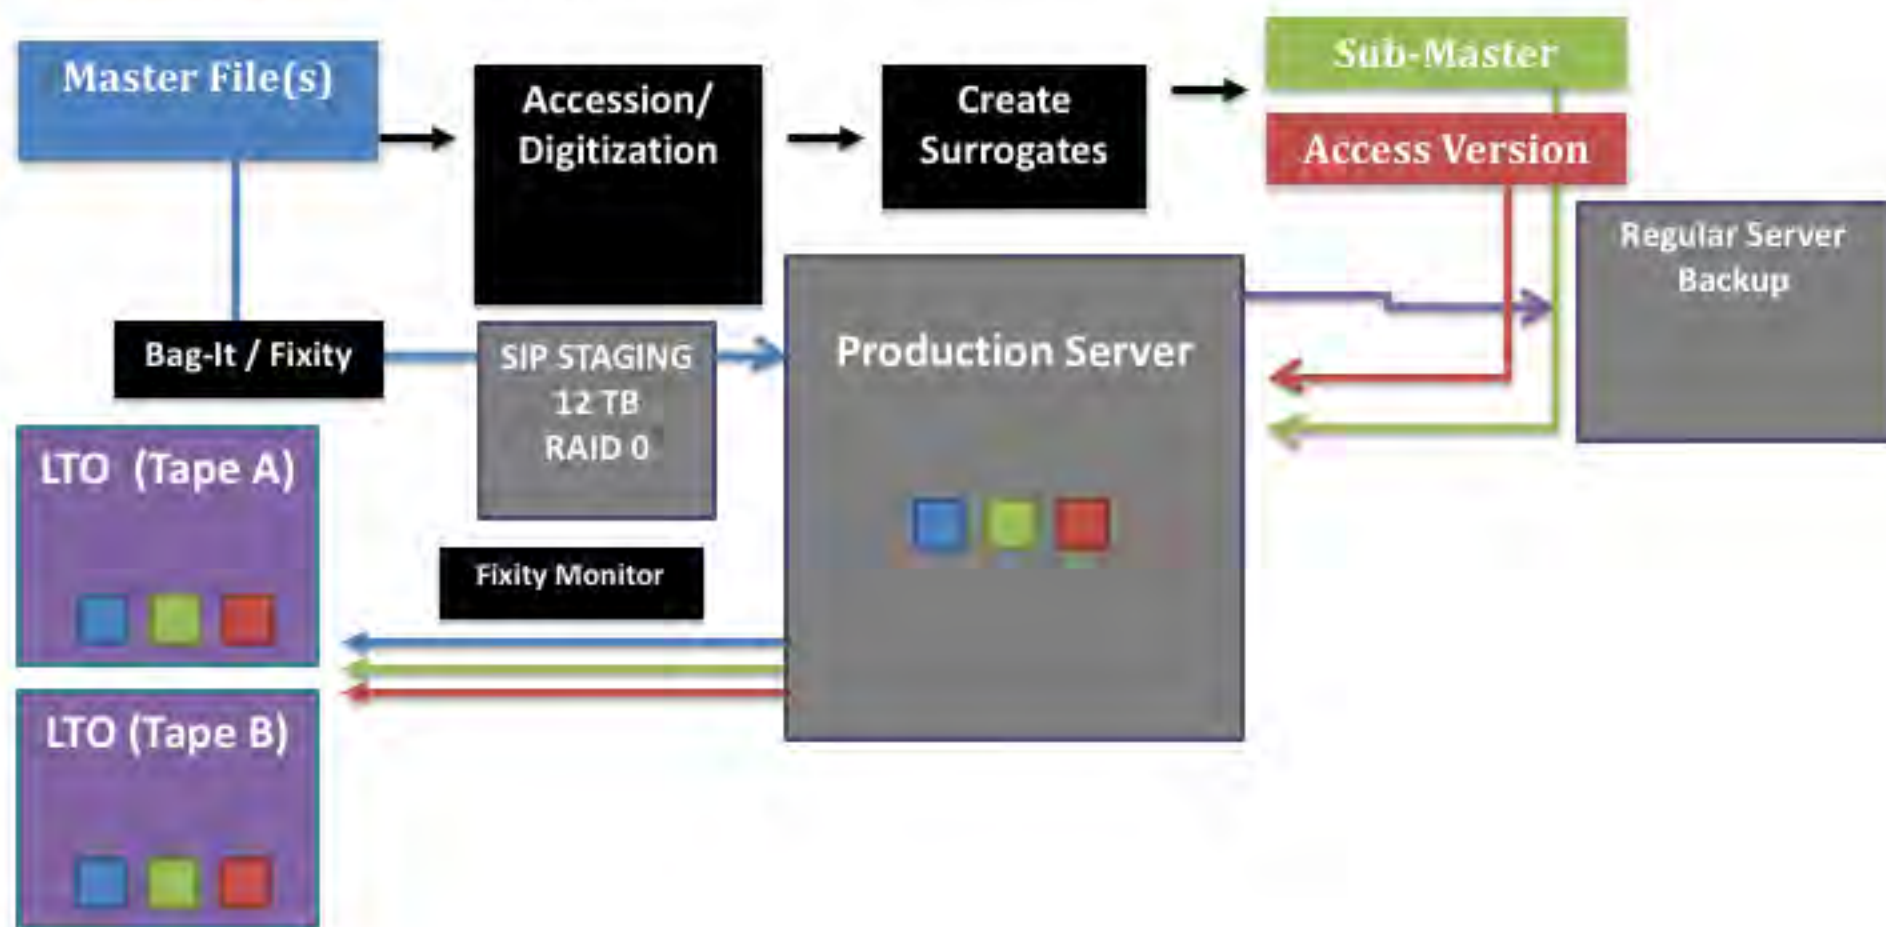 Master File(s)
Accession/
Digitization
Create
Surrogates
Sub-Master
Access Version
Regular Server
Backup
Bag-It / Fixity
SIP STAGING
12 TB
RAID 0
Production Server
LTO (Tape A)
Fixity Monitor
LTO (Tape B)